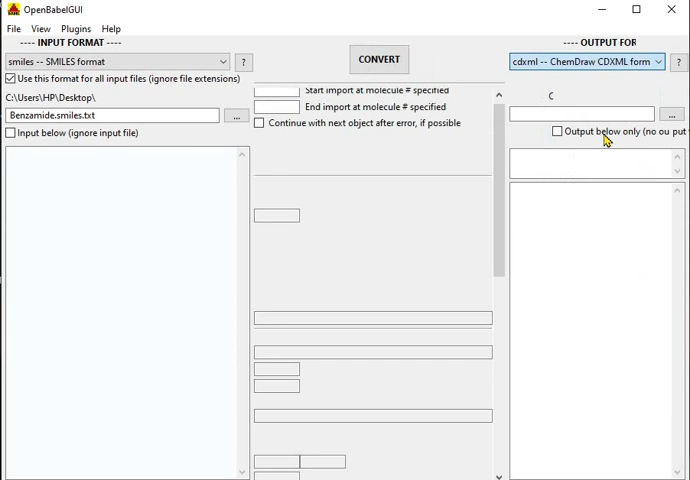 OpenBabelGUI
File View Plugins Help
---- INPUT FORMAT ----
smiles -- SMILES format
?
Use this format for all input files (ignore file extensions)
C:\Users\HP\Desktop\
Benzamide.smiles.txt
...
Input below (ignore input file)
CONVERT
Start import at molecule # specified
End import at molecule # specified
Continue with next object after error, if possible
---- OUTPUT FOR
cdxml -- ChemDraw CDXML form
?
C
...
Output below only (no ou put